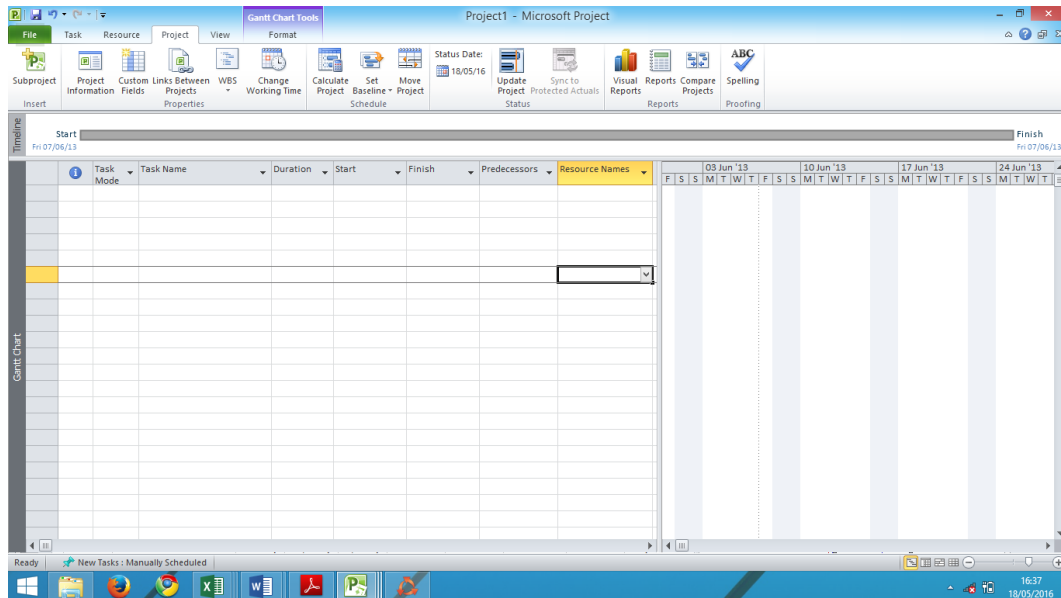 Project1 - Microsoft Project
Gantt Chart Tools
File Task Resource Project View Format
Subproject
Project Information
Custom Fields
Links Between Projects
WBS
Change Working Time
Calculate Project
Set Baseline
Move Project
Status Date:
18/05/16
Update Project
Sync to Protected Actuals
Visual Reports
Reports
Compare Projects
ABC
Spelling
Insert Properties Schedule Status Reports Proofing
Timeline
Start
Fri 07/06/13
Finish
Fri 07/06/13
Task Mode Task Name Duration Start Finish Predecessors Resource Names
03 Jun '13 10 Jun '13 17 Jun '13 24 Jun '13
F S S M T W T F S S M T W T F S S M T W T F S S M T W T
Gantt Chart
Ready New Tasks : Manually Scheduled
16:37
18/05/2016